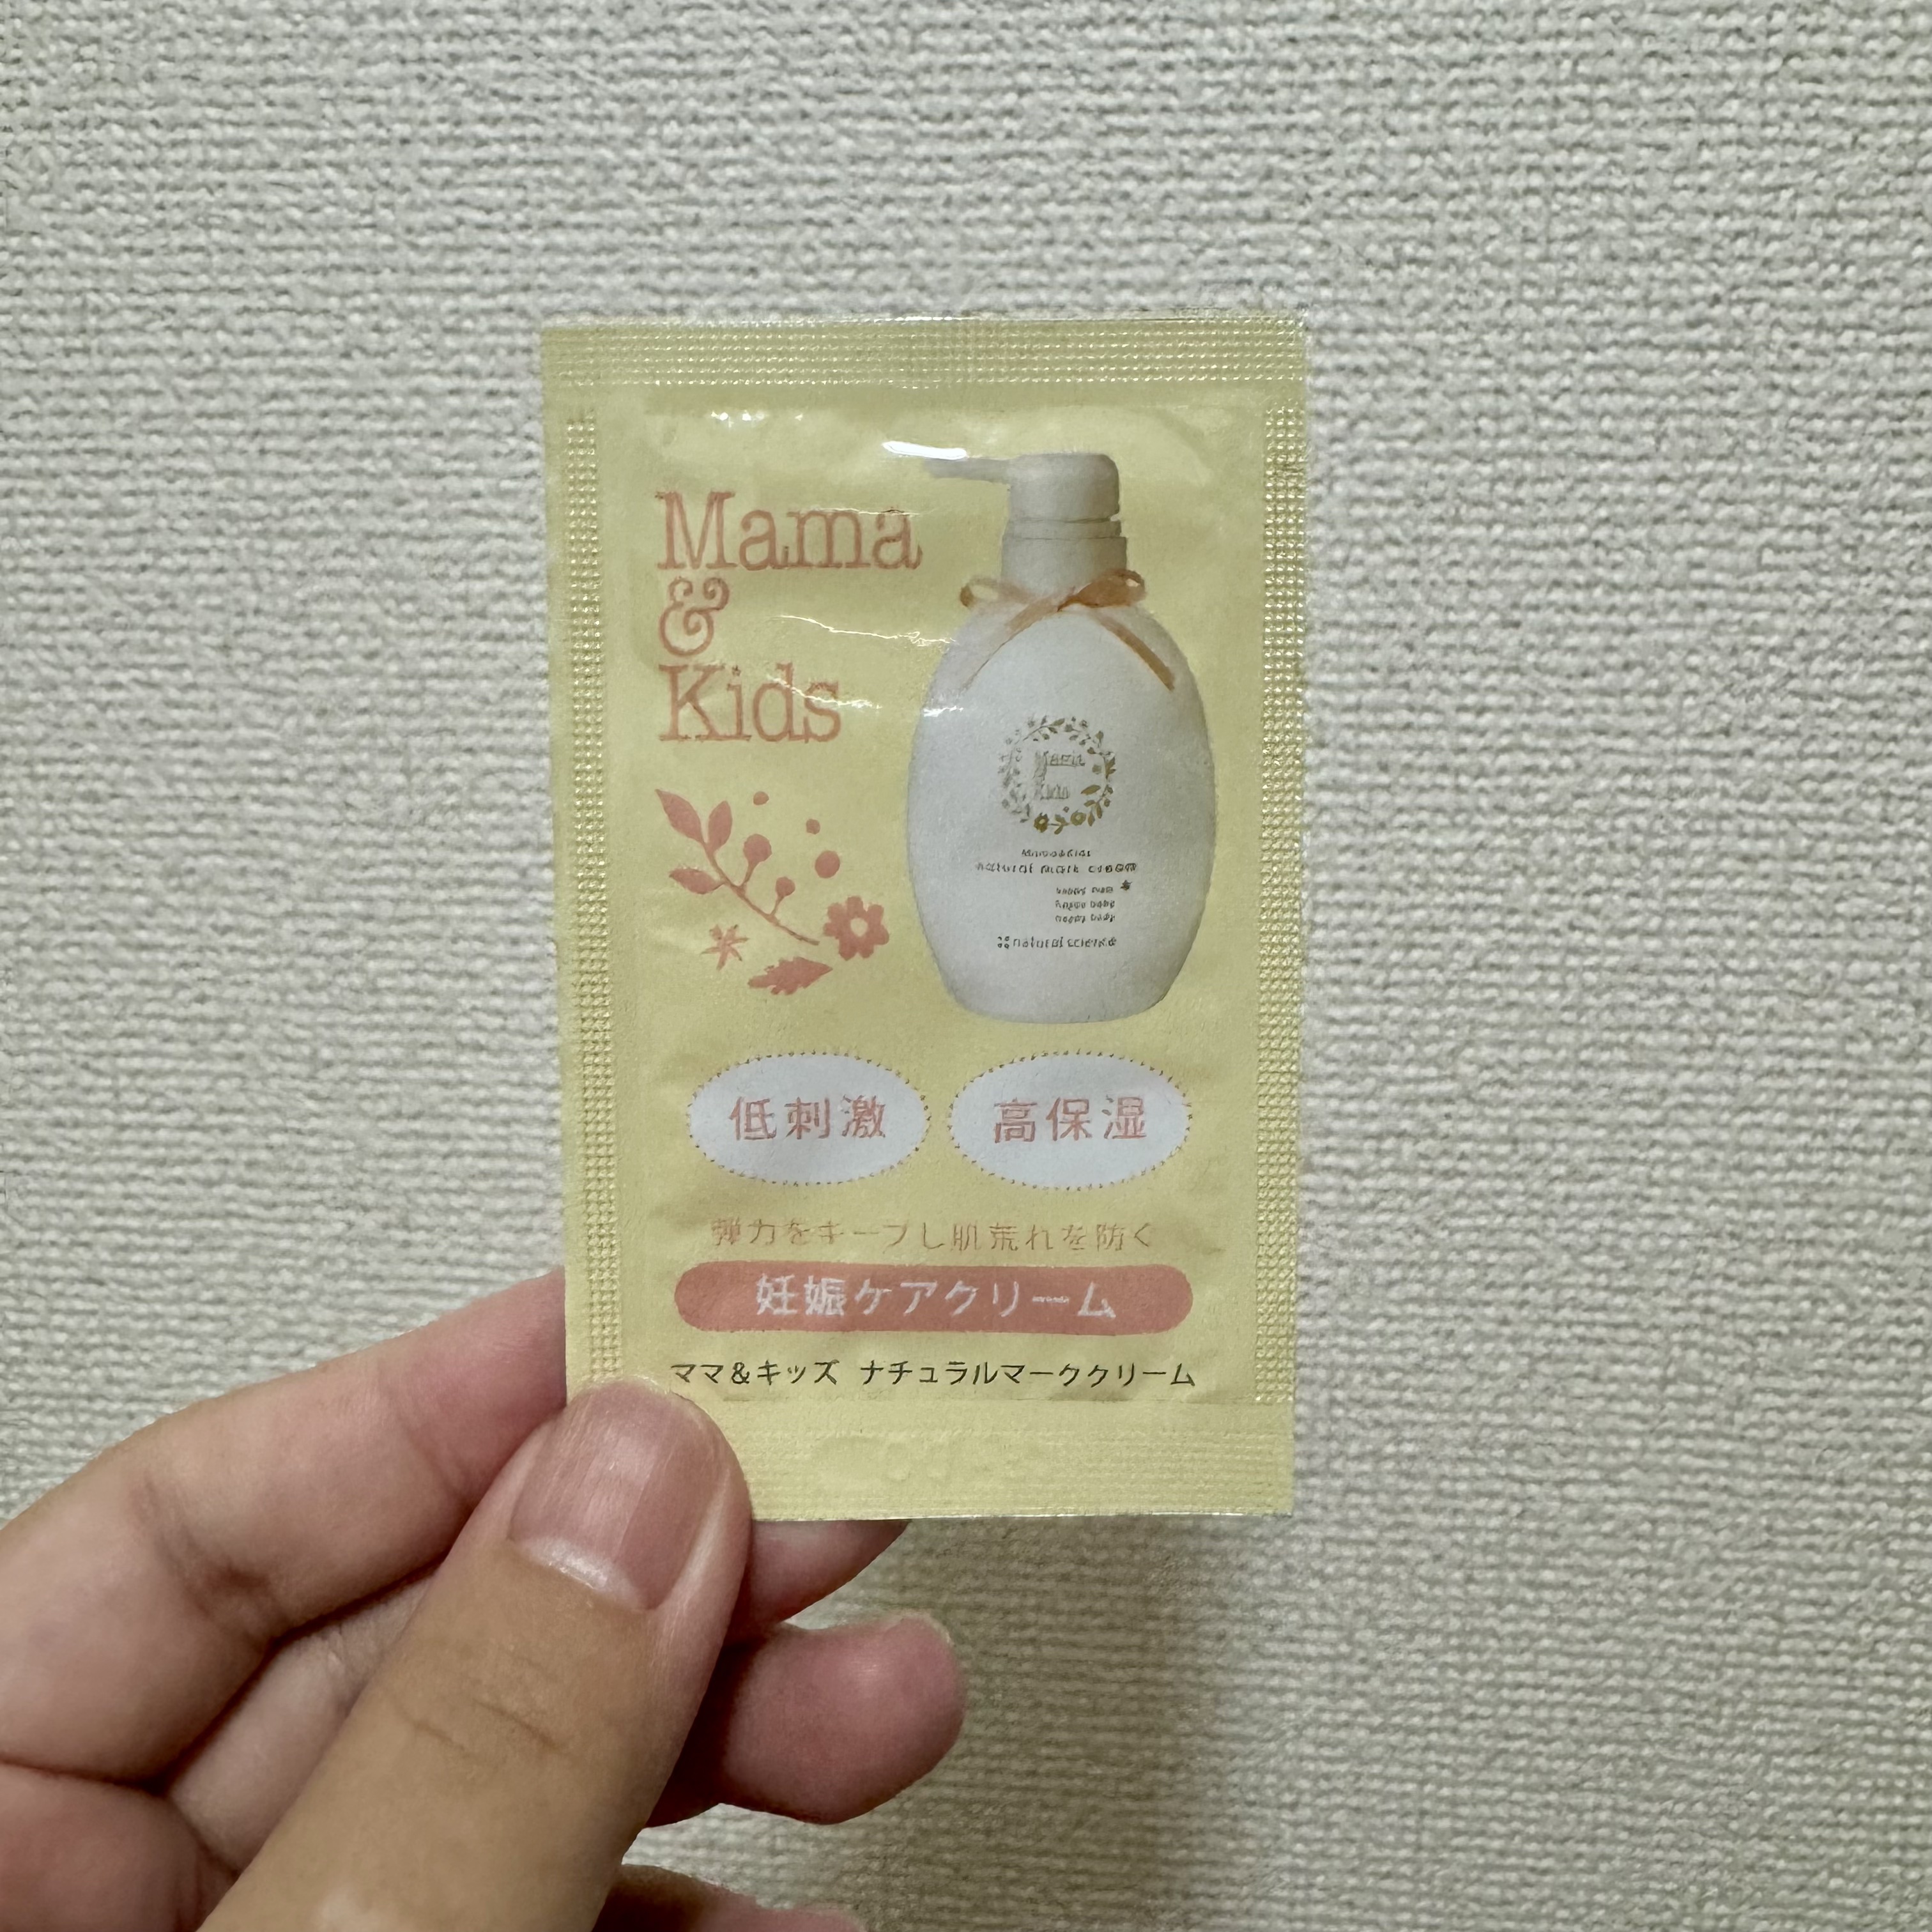 Mama
&
Kids
低刺激
高保湿
弾力をキープし肌荒れを防ぐ
妊娠ケアクリーム
ママ&キッズ ナチュラルマーククリーム